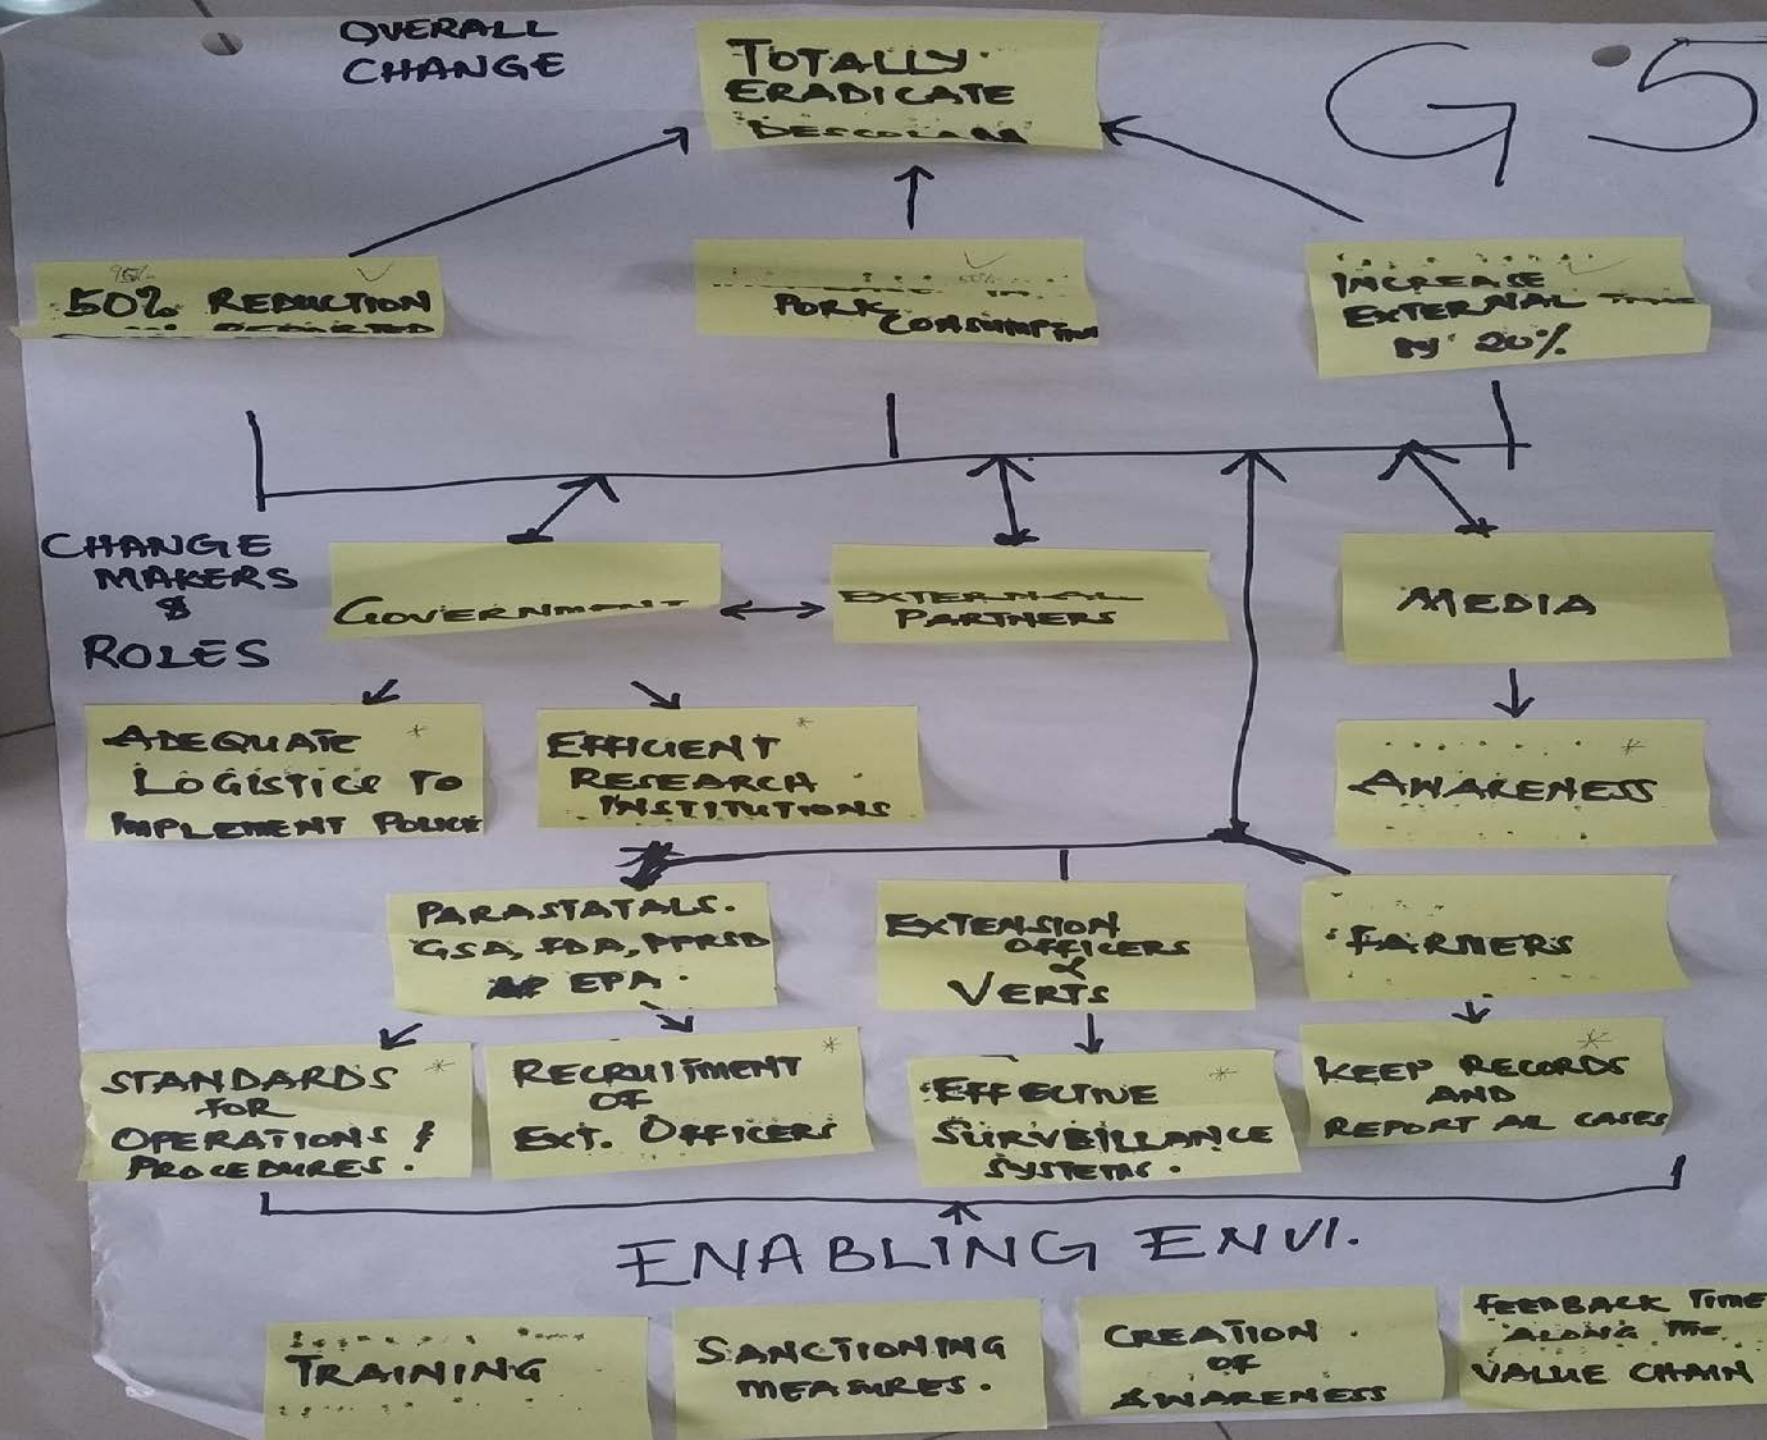 OVERALL
CHANGE
TOTALLY.
ERADICATE
G5
50% REDUCTION
PORK
CONSUMPTION
INCREASE
EXTERNAL
BY 20%
CHANGE
MAKERS
&
ROLES
GOVERNMENT
EXTERNAL
PARTNERS
MEDIA
ADEQUATE *
LOGISTICS TO
IMPLEMENT
EFFICIENT *
RESEARCH
INSTITUTIONS
AWARENESS *
PARASTATALS.
GSA, FDA, PPRSD
EPA.
EXTENSION
OFFICERS
&
VERTS
FARMERS
STANDARDS *
FOR
OPERATIONS &
PROCEDURES.
RECRUITMENT *
OF
EXT. OFFICERS
EFFECTIVE *
SURVEILLANCE
SYSTEMS.
KEEP RECORDS *
AND
REPORT ALL CASES
ENABLING ENVI.
TRAINING
SANCTIONING
MEASURES.
CREATION
OF
AWARENESS
FEEDBACK TIME
ALONG THE
VALUE CHAIN